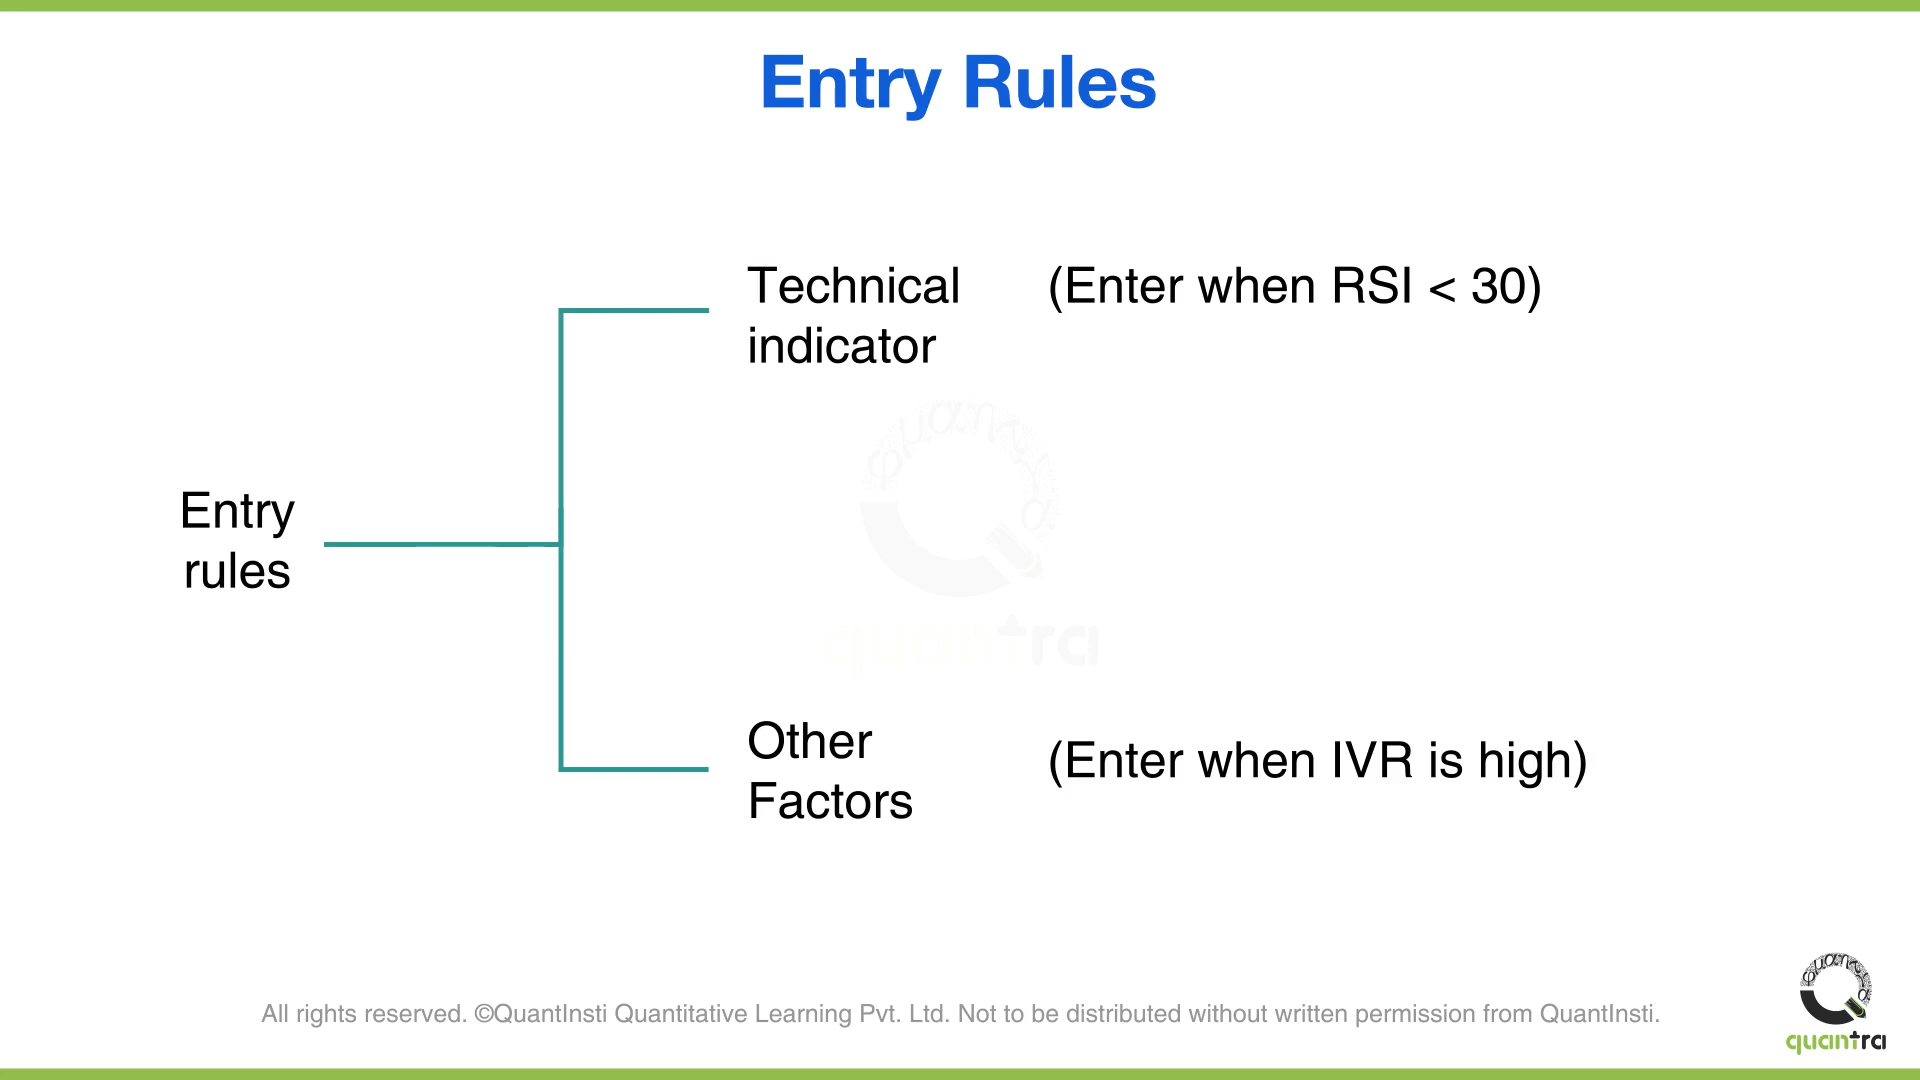 Entry Rules
Technical (Enter when RSI < 30)
indicator
Entry
rules
Other
Factors
(Enter when IVR is high)
quantra
All rights reserved. ©QuantInsti Quantitative Learning Pvt. Ltd. Not to be distributed without written permission from QuantInsti.
quantra